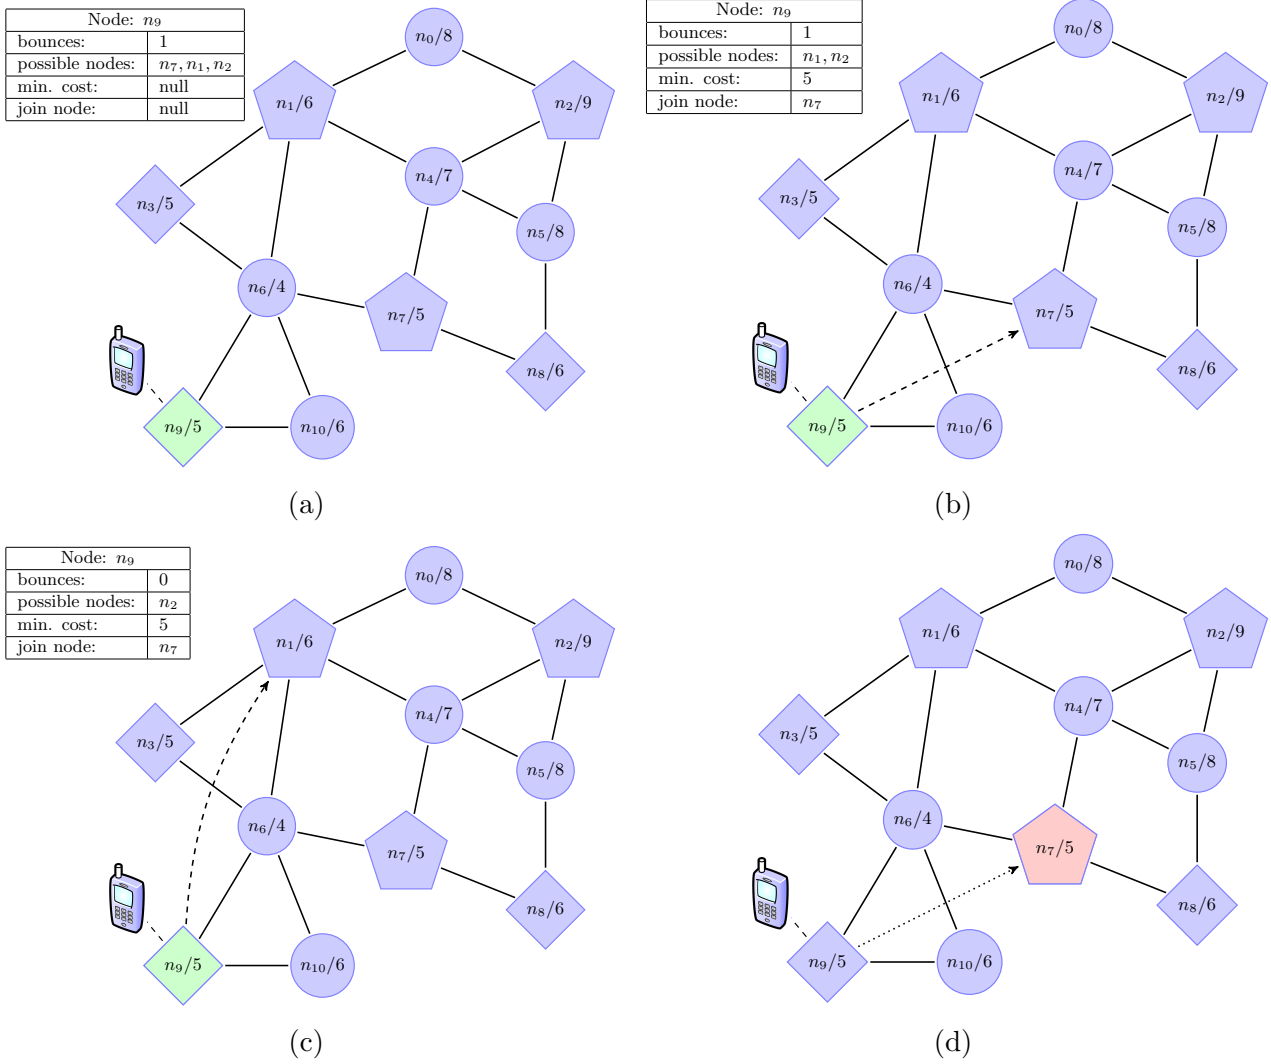 Node: n₉
bounces: 1
possible nodes: n₇, n₁, n₂
min. cost: null
join node: null
n₀/8
n₁/6
n₂/9
n₃/5
n₄/7
n₅/8
n₆/4
n₇/5
n₈/6
n₉/5
n₁₀/6
(a)
Node: n₉
bounces: 1
possible nodes: n₁, n₂
min. cost: 5
join node: n₇
n₀/8
n₁/6
n₂/9
n₃/5
n₄/7
n₅/8
n₆/4
n₇/5
n₈/6
n₉/5
n₁₀/6
(b)
Node: n₉
bounces: 0
possible nodes: n₂
min. cost: 5
join node: n₇
n₀/8
n₁/6
n₂/9
n₃/5
n₄/7
n₅/8
n₆/4
n₇/5
n₈/6
n₉/5
n₁₀/6
(c)
n₀/8
n₁/6
n₂/9
n₃/5
n₄/7
n₅/8
n₆/4
n₇/5
n₈/6
n₉/5
n₁₀/6
(d)